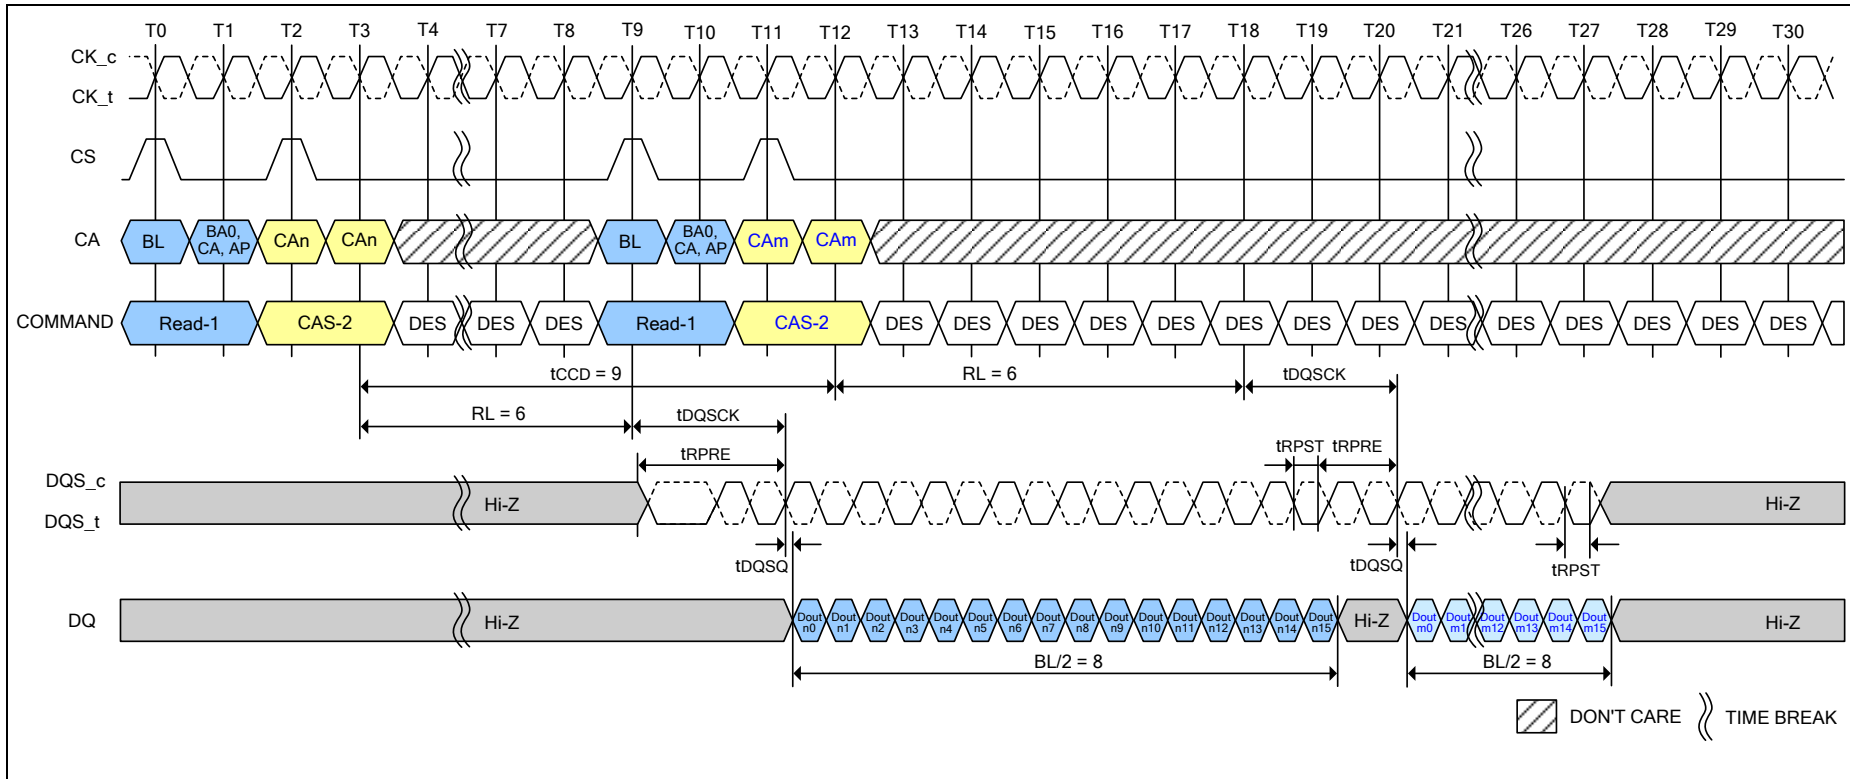 T0 T1 T2 T3 T4 T7 T8 T9 T10 T11 T12 T13 T14 T15 T16 T17 T18 T19 T20 T21 T26 T27 T28 T29 T30
CK_c
CK_t
CS
CA BL BA0, CA, AP CAn CAn BL BA0, CA, AP CAm CAm
COMMAND Read-1 CAS-2 DES DES DES Read-1 CAS-2 DES DES DES DES DES DES DES DES DES DES DES DES DES DES
tCCD = 9 RL = 6 tDQSCK
RL = 6 tDQSCK
tRPRE tRPST tRPRE
DQS_c
Hi-Z Hi-Z
DQS_t
tDQSQ tDQSQ tRPST
DQ Hi-Z Dout n0 Dout n1 Dout n2 Dout n3 Dout n4 Dout n5 Dout n6 Dout n7 Dout n8 Dout n9 Dout n10 Dout n11 Dout n12 Dout n13 Dout n14 Dout n15 Hi-Z Dout m0 Dout m1 Dout m12 Dout m13 Dout m14 Dout m15 Hi-Z
BL/2 = 8 BL/2 = 8
DON'T CARE TIME BREAK